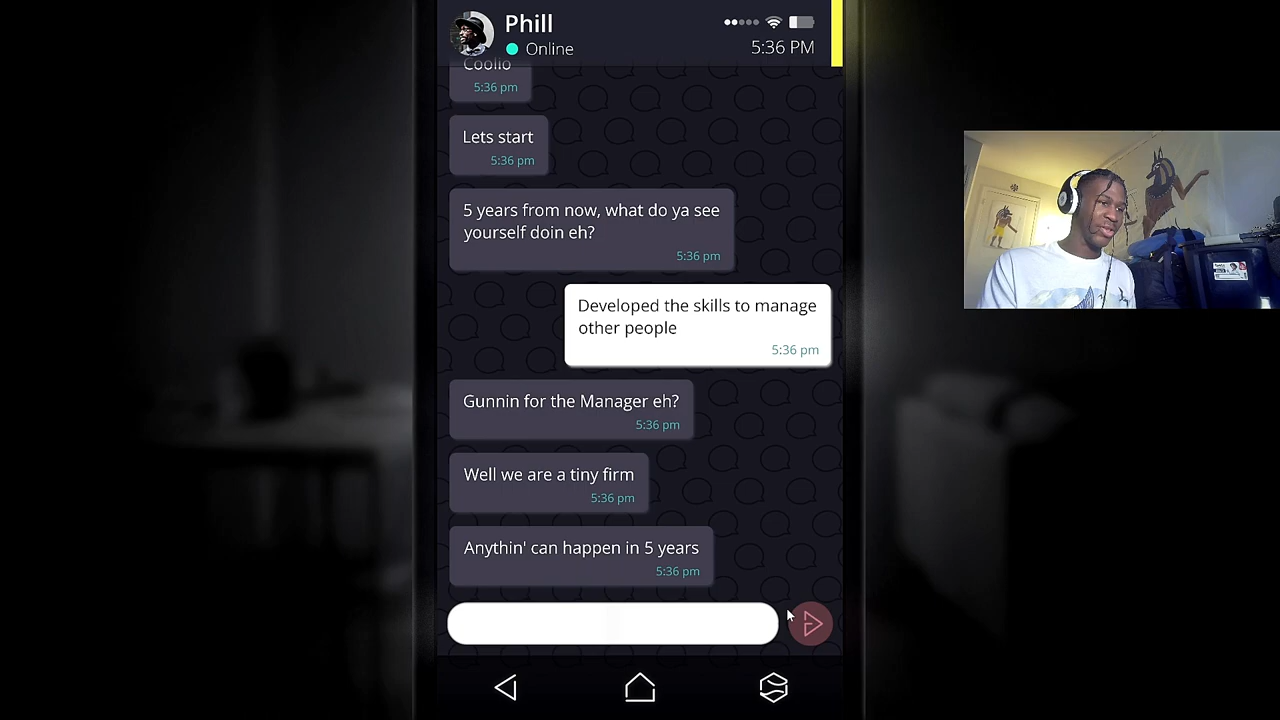 Phill
Online
5:36 PM
Coolio
5:36 pm
Lets start
5:36 pm
5 years from now, what do ya see
yourself doin eh?
5:36 pm
Developed the skills to manage
other people
5:36 pm
Gunnin for the Manager eh?
5:36 pm
Well we are a tiny firm
5:36 pm
Anythin' can happen in 5 years
5:36 pm